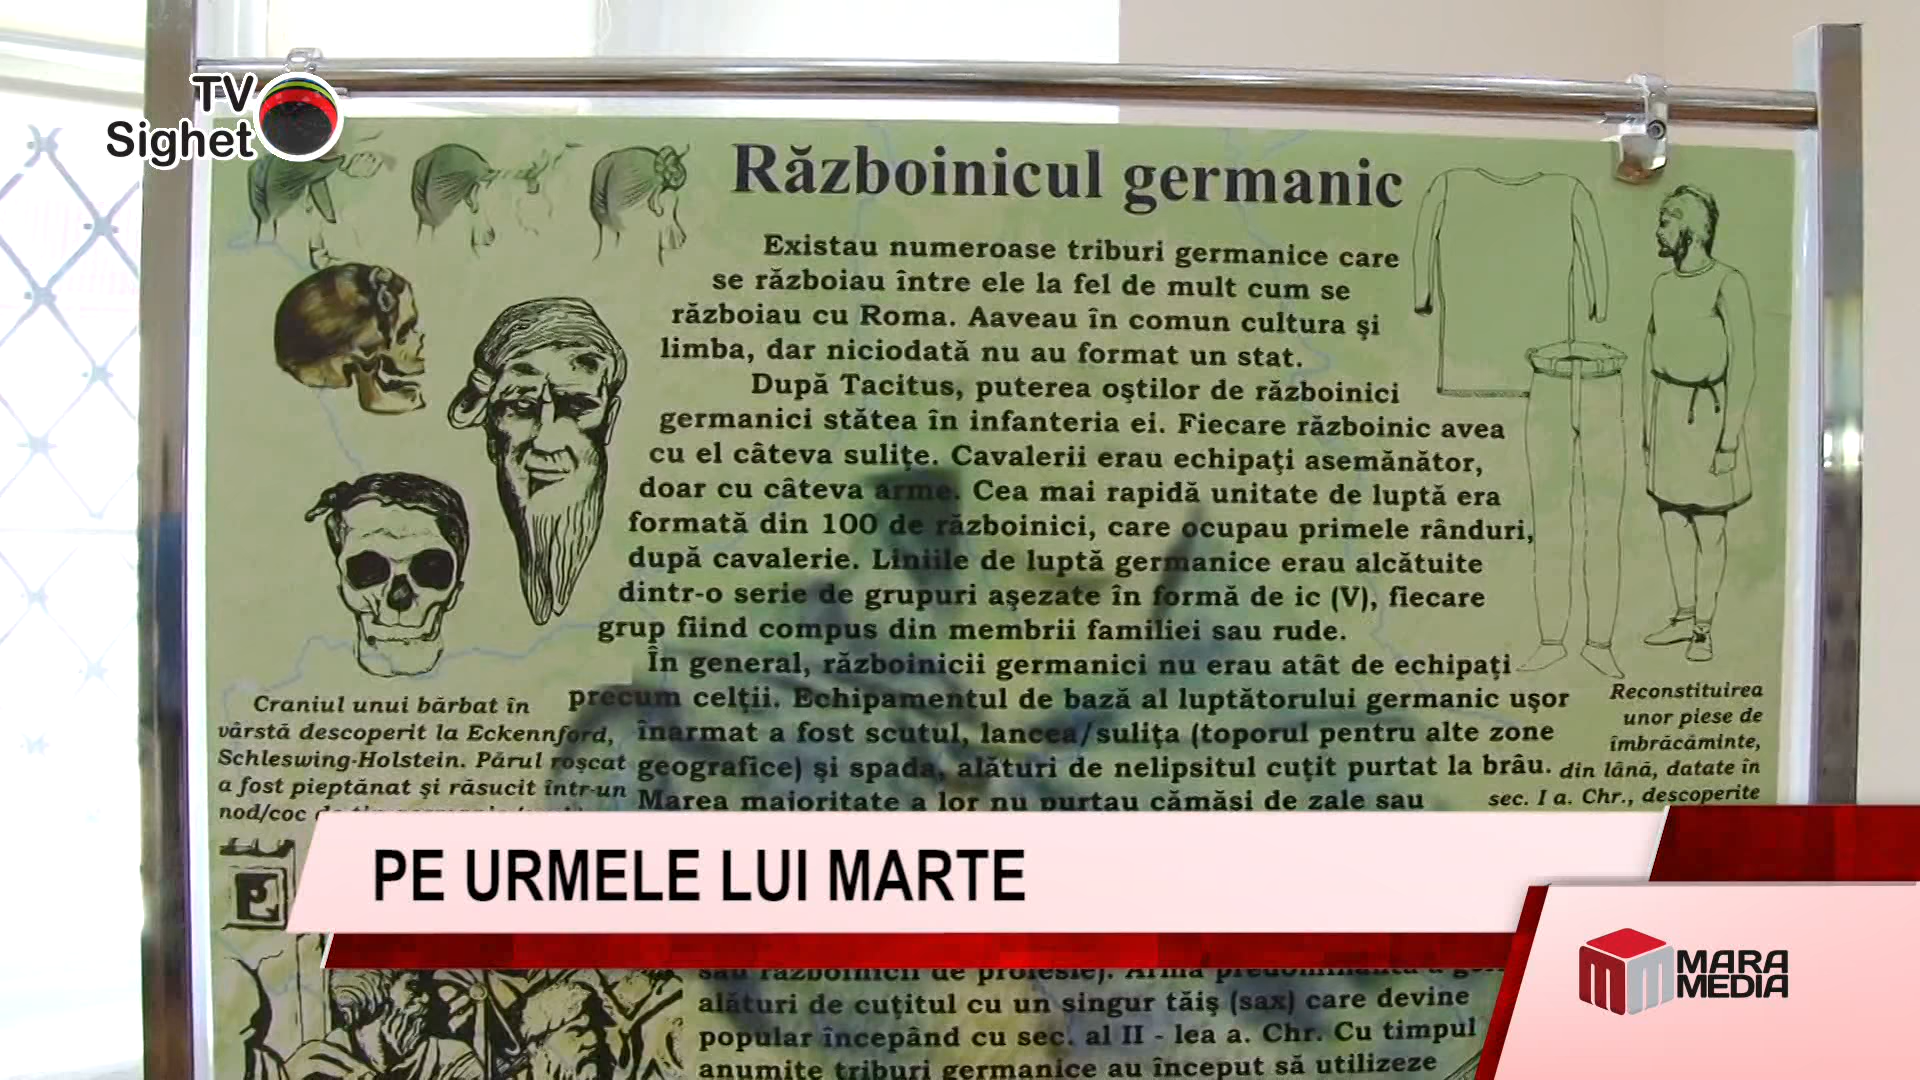 TV
Sighet
Războinicul germanic
Existau numeroase triburi germanice care
se războiau între ele la fel de mult cum se
războiau cu Roma. Aaveau în comun cultura şi
limba, dar niciodată nu au format un stat.
După Tacitus, puterea oştilor de războinici
germanici stătea în infanteria ei. Fiecare războinic avea
cu el câteva suliţe. Cavalerii erau echipaţi asemănător,
doar cu câteva arme. Cea mai rapidă unitate de luptă era
formată din 100 de războinici, care ocupau primele rânduri,
după cavalerie. Liniile de luptă germanice erau alcătuite
dintr-o serie de grupuri aşezate în formă de ic (V), fiecare
grup fiind compus din membrii familiei sau rude.
În general, războinicii germanici nu erau atât de echipaţi
precum celţii. Echipamentul de bază al luptătorului germanic uşor
înarmat a fost scutul, lancea/suliţa (toporul pentru alte zone
geografice) şi spada, alături de nelipsitul cuţit purtat la brâu.
Marea majoritate a lor nu purtau cămăşi de zale sau
Craniul unui bărbat în
vârstă descoperit la Eckennford,
Schleswing-Holstein. Părul roşcat
a fost pieptănat şi răsucit într-un
nod/coc
Reconstituirea
unor piese de
îmbrăcăminte,
din lână, datate în
sec. I a. Chr., descoperite
PE URMELE LUI MARTE
sau războinicii de profesie). Arma
alături de cuţitul cu un singur tăiş (sax) care devine
popular începând cu sec. al II - lea a. Chr. Cu timpul
anumite triburi germanice au început să utilizeze
MARA
MEDIA